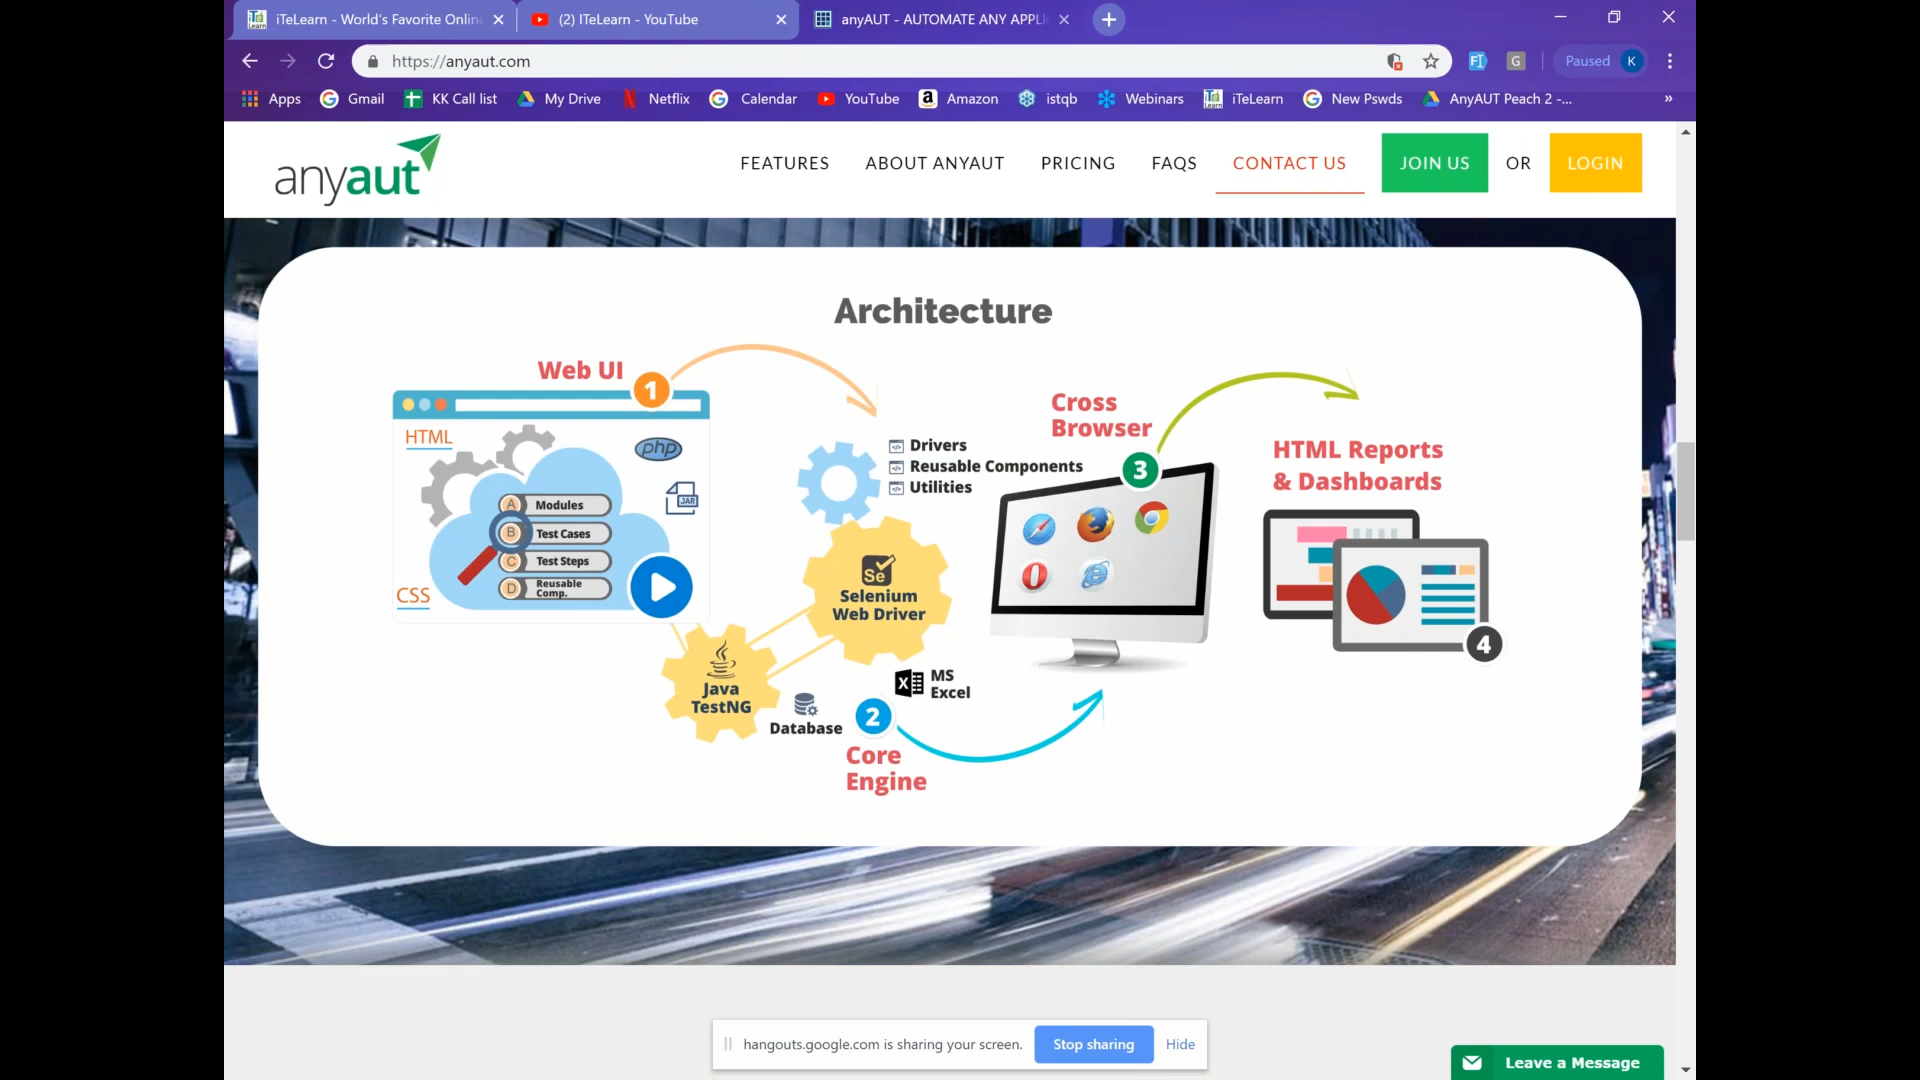 iTeLearn - World's Favorite Onlin
(2) ITeLearn - YouTube
anyAUT - AUTOMATE ANY APPLI
https://anyaut.com
Paused K
Apps Gmail KK Call list My Drive Netflix Calendar YouTube Amazon istqb Webinars iTeLearn New Pswds AnyAUT Peach 2 -... »
anyaut
FEATURES ABOUT ANYAUT PRICING FAQS CONTACT US JOIN US OR LOGIN
Architecture
Web UI
1
HTML
php
JAR
A Modules
B Test Cases
C Test Steps
D Reusable
Comp.
CSS
Drivers
Reusable Components
Utilities
Se
Selenium
Web Driver
Java
TestNG
Database
MS
Excel
2
Core
Engine
Cross
Browser
3
HTML Reports
& Dashboards
4
hangouts.google.com is sharing your screen. Stop sharing Hide
Leave a Message